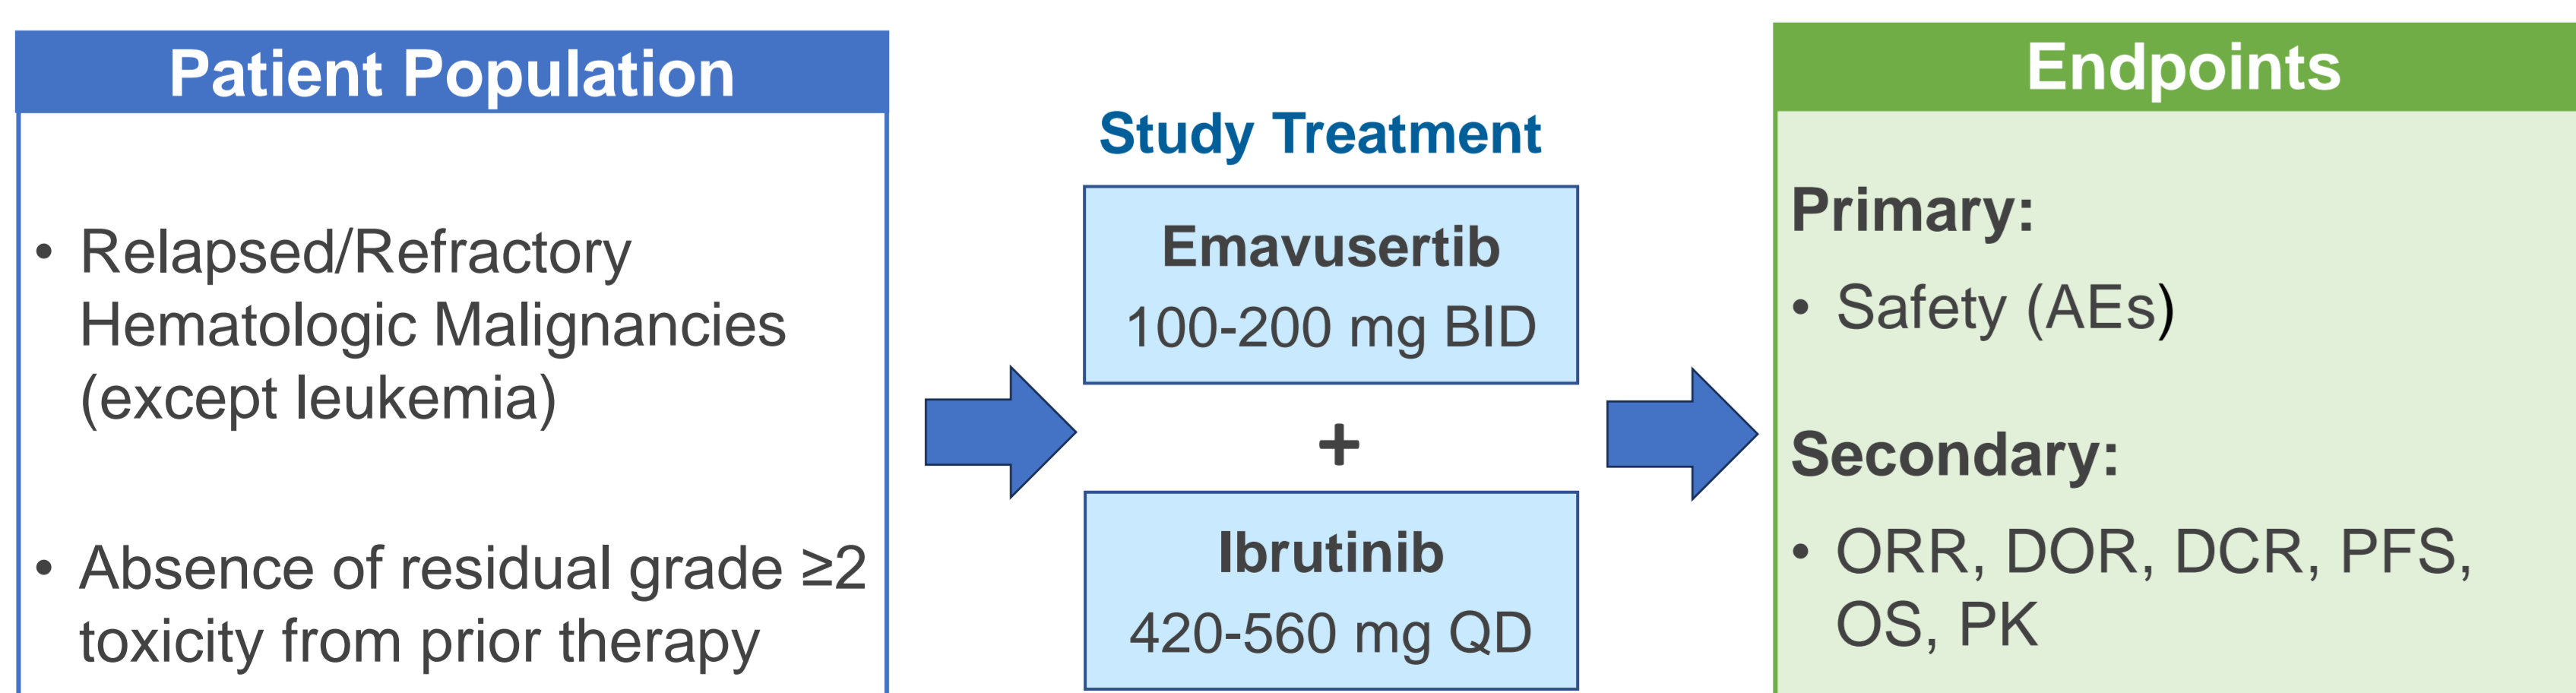 Patient Population
• Relapsed/Refractory
Hematologic Malignancies
(except leukemia)
• Absence of residual grade ≥2
toxicity from prior therapy
Study Treatment
Emavusertib
100-200 mg BID
+
Ibrutinib
420-560 mg QD
Endpoints
Primary:
• Safety (AEs)
Secondary:
• ORR, DOR, DCR, PFS,
OS, PK